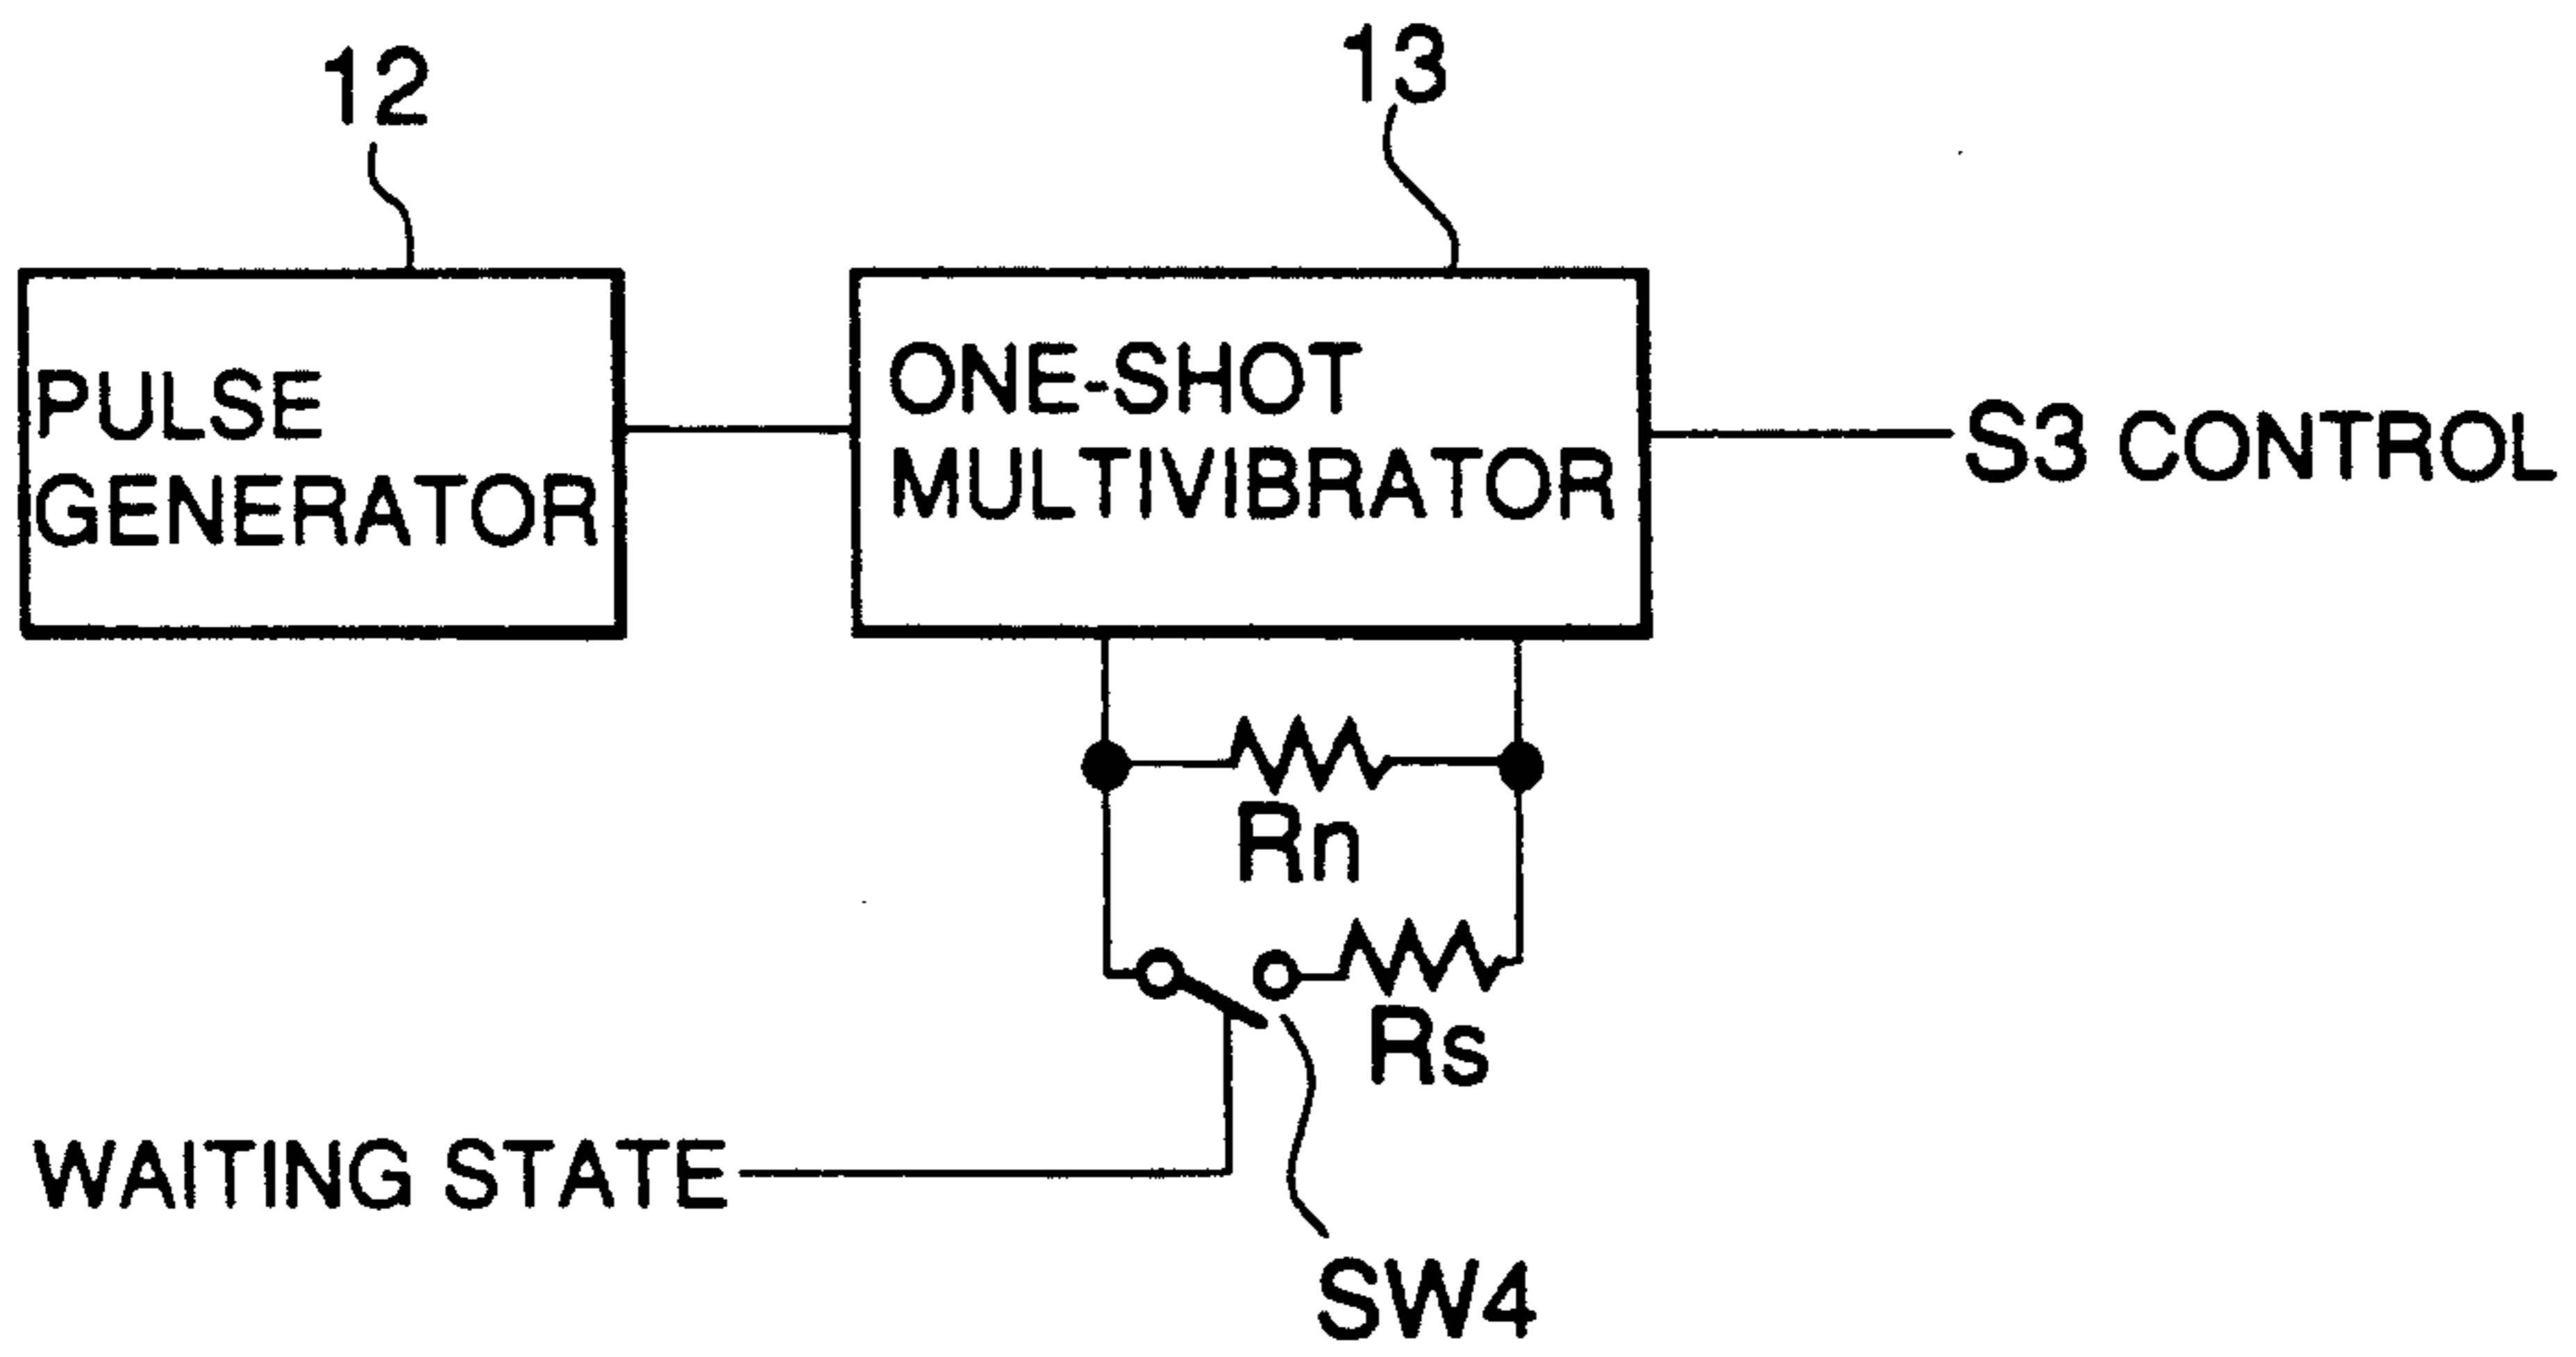 12
13
PULSE
GENERATOR
ONE-SHOT
MULTIVIBRATOR
S3 CONTROL
Rn
Rs
WAITING STATE
SW4